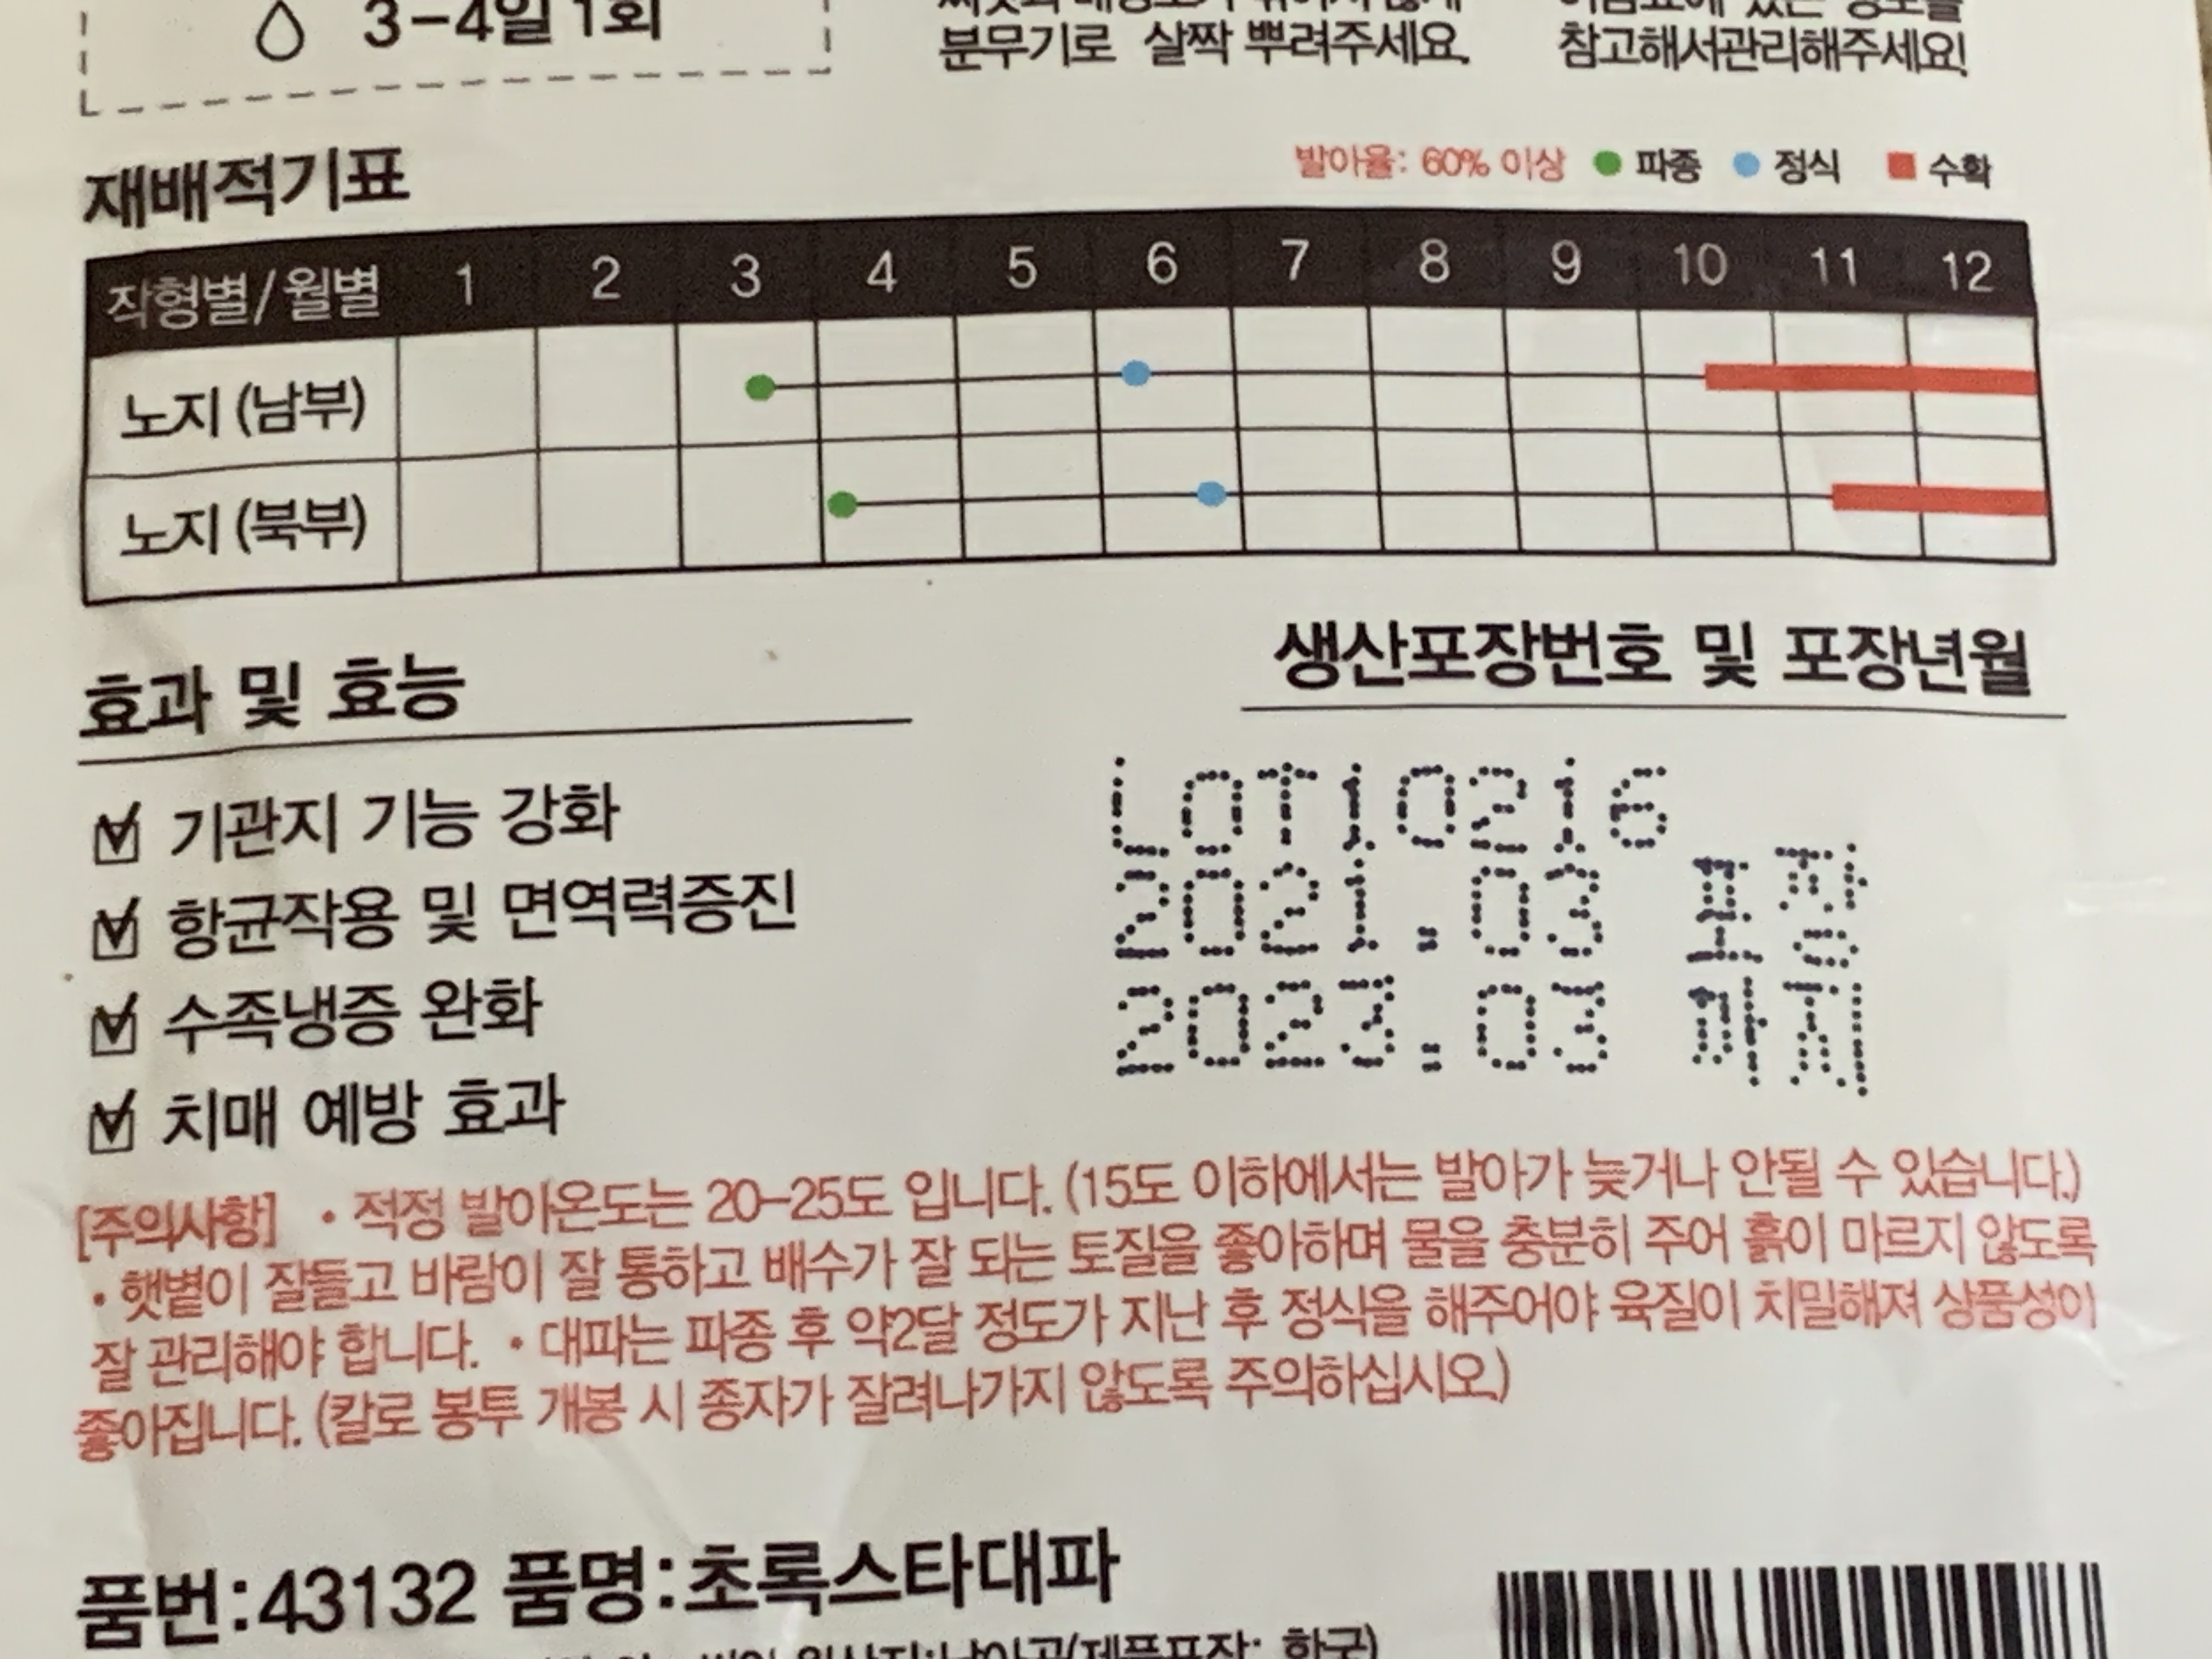 3-4일 1회
분무기로 살짝 뿌려주세요.
참고해서관리해주세요!
재배적기표
발아율: 60% 이상 파종 정식 수확
작형별/월별 1 2 3 4 5 6 7 8 9 10 11 12
노지 (남부)
노지 (북부)
효과 및 효능
기관지 기능 강화
항균작용 및 면역력증진
수족냉증 완화
치매 예방 효과
생산포장번호 및 포장년월
LOT10216
2021.03 포장
2023.03 까지
[주의사항] • 적정 발아온도는 20-25도 입니다. (15도 이하에서는 발아가 늦거나 안될 수 있습니다.)
• 햇볕이 잘들고 바람이 잘 통하고 배수가 잘 되는 토질을 좋아하며 물을 충분히 주어 흙이 마르지 않도록
잘 관리해야 합니다. • 대파는 파종 후 약2달 정도가 지난 후 정식을 해주어야 육질이 치밀해져 상품성이
좋아집니다. (칼로 봉투 개봉 시 종자가 잘려나가지 않도록 주의하십시오.)
품번:43132 품명:초록스타대파